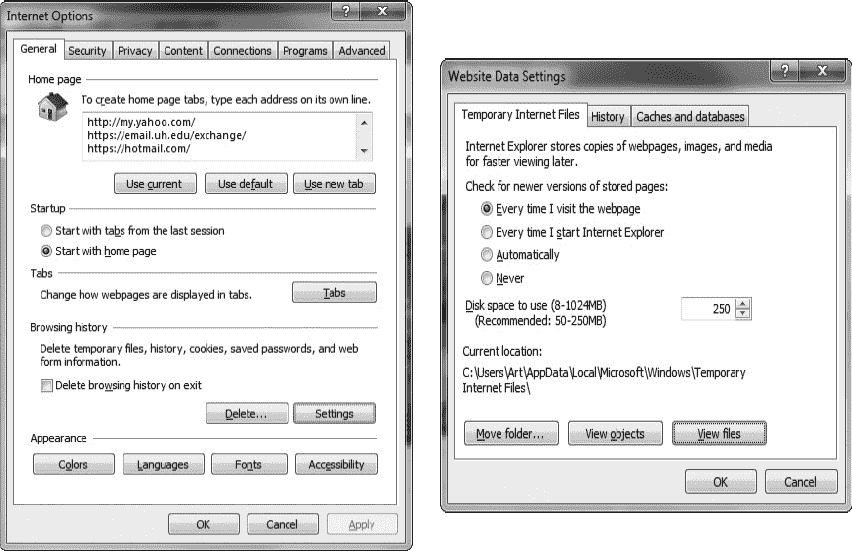 Internet Options
General Security Privacy Content Connections Programs Advanced
Home page
To create home page tabs, type each address on its own line.
http://my.yahoo.com/
https://email.uh.edu/exchange/
https://hotmail.com/
Use current Use default Use new tab
Startup
Start with tabs from the last session
Start with home page
Tabs
Change how webpages are displayed in tabs. Tabs
Browsing history
Delete temporary files, history, cookies, saved passwords, and web
form information.
Delete browsing history on exit
Delete... Settings
Appearance
Colors Languages Fonts Accessibility
OK Cancel Apply
Website Data Settings
Temporary Internet Files History Caches and databases
Internet Explorer stores copies of webpages, images, and media
for faster viewing later.
Check for newer versions of stored pages:
Every time I visit the webpage
Every time I start Internet Explorer
Automatically
Never
Disk space to use (8-1024MB) 250
(Recommended: 50-250MB)
Current location:
C:\Users\Art\AppData\Local\Microsoft\Windows\Temporary
Internet Files\
Move folder... View objects View files
OK Cancel